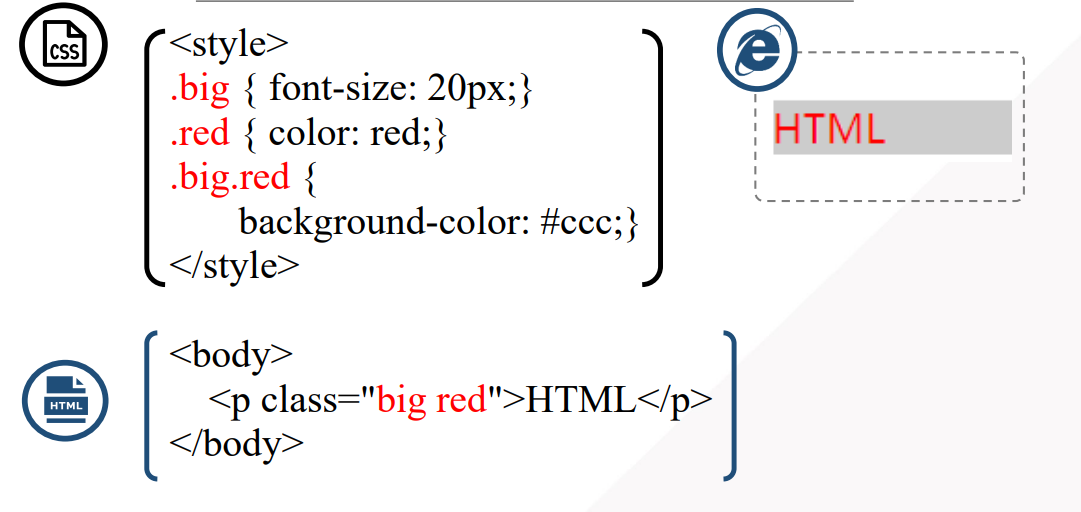 CSS
<style>
.big { font-size: 20px;}
.red { color: red;}
.big.red {
background-color: #ccc;}
</style>
HTML
HTML
<body>
<p class="big red">HTML</p>
</body>